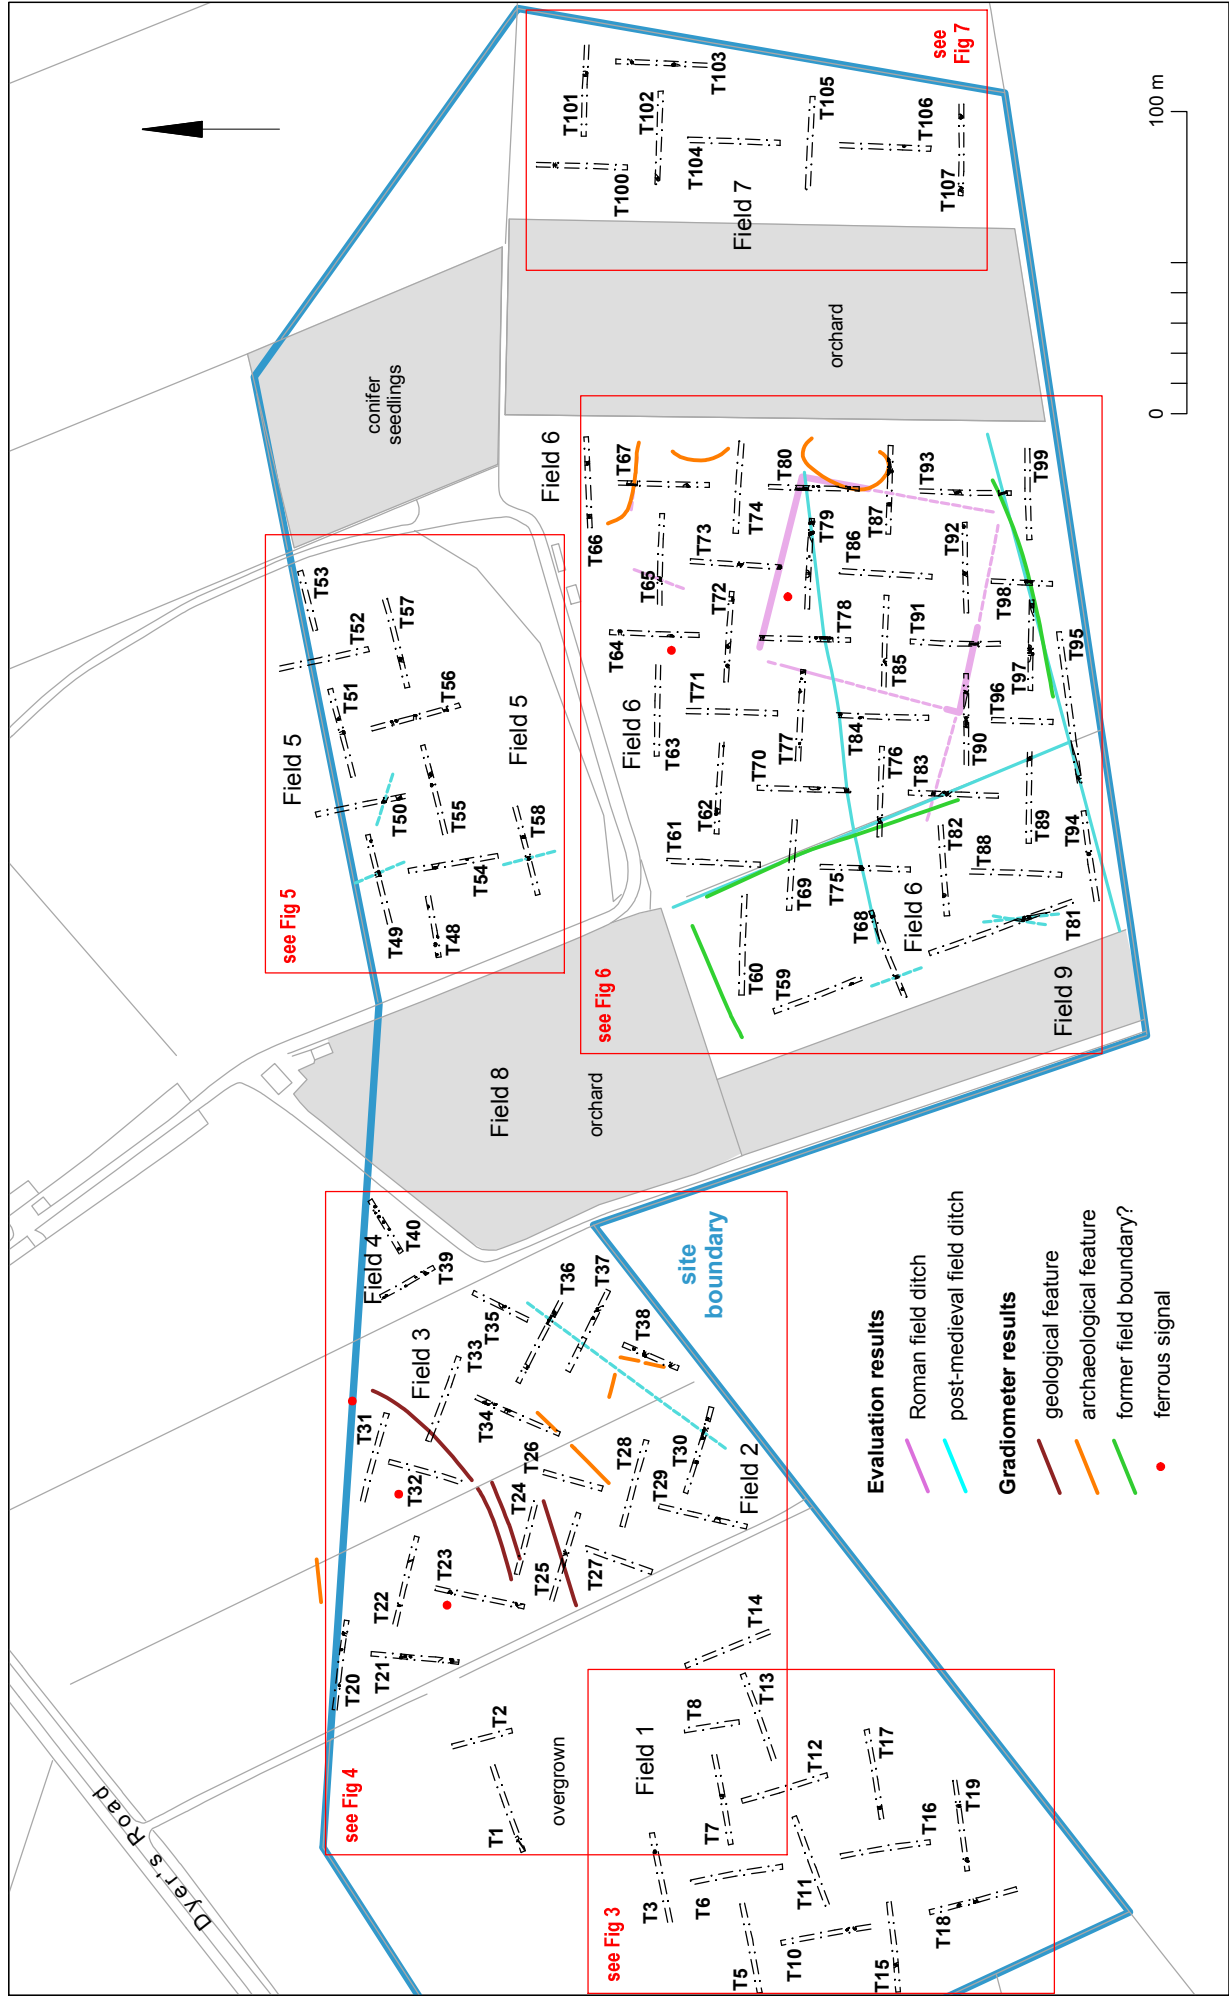 Dyer's Road
see Fig 4
see Fig 3
see Fig 5
see Fig 6
see
Fig 7
T1
T2
overgrown
Field 1
T3
T5
T6
T7
T8
T10
T11
T12
T13
T14
T15
T16
T17
T18
T19
T20
T21
T22
T23
T24
T25
T26
T27
T28
T29
T30
Field 2
T31
T32
T33
Field 3
T34
T35
T36
T37
T38
Field 4
T39
T40
site
boundary
Field 8
orchard
Field 5
T48
T49
T50
T51
T52
T53
T54
T55
T56
T57
T58
Field 5
conifer
seedlings
Field 6
Field 6
T59
T60
T61
T62
T63
T64
T65
T66
T67
T68
T69
T70
T71
T72
T73
T74
T75
T76
T77
T78
T79
T80
T81
T82
T83
T84
T85
T86
T87
T88
T89
T90
T91
T92
T93
T94
T95
T96
T97
T98
T99
Field 6
Field 9
orchard
Field 7
T100
T101
T102
T103
T104
T105
T106
T107
Evaluation results
Roman field ditch
post-medieval field ditch
Gradiometer results
geological feature
archaeological feature
former field boundary?
ferrous signal
0
100 m